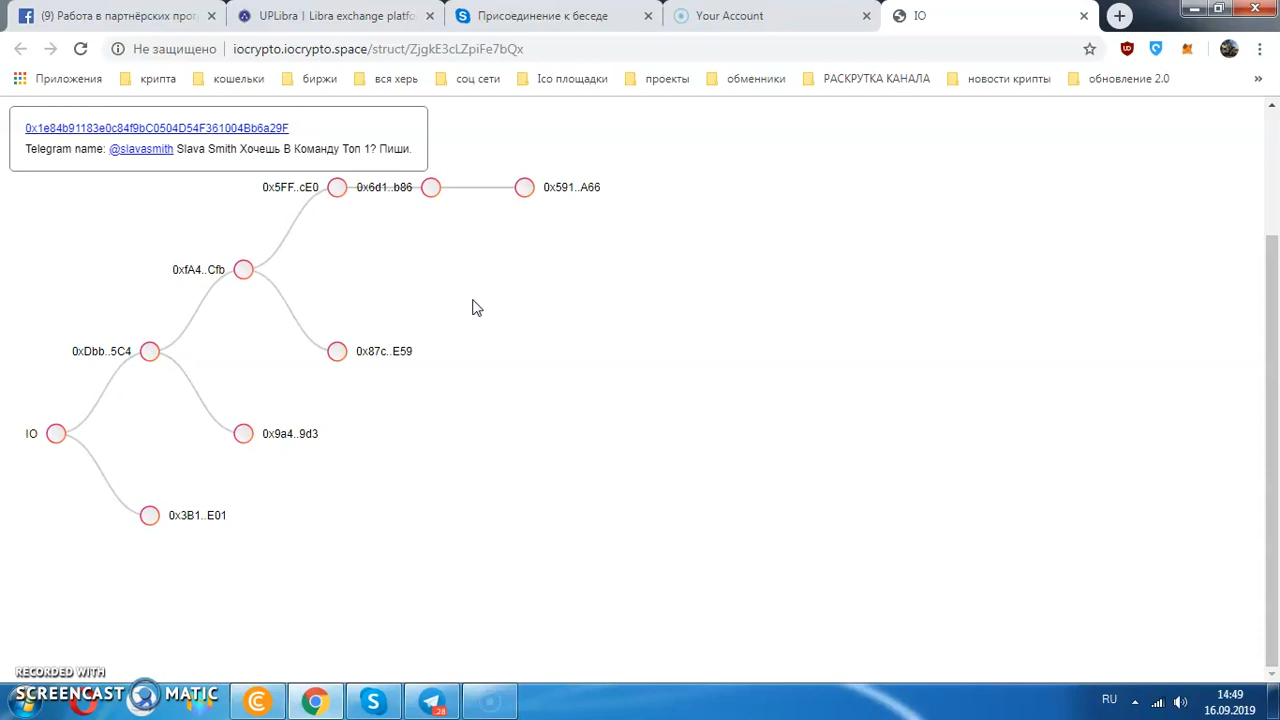 (9) Работа в партнёрских прог
UPLibra | Libra exchange platfo
Присоединение к беседе
Your Account
IO
Не защищено
iocrypto.iocrypto.space/struct/ZjgkE3cLZpiFe7bQx
Приложения
крипта
кошельки
биржи
вся херь
соц сети
Ico площадки
проекты
обменники
РАСКРУТКА КАНАЛА
новости крипты
обновление 2.0
»
0x1e84b91183e0c84f9bC0504D54F361004Bb6a29F
Telegram name: @slavasmith Slava Smith Хочешь В Команду Топ 1? Пиши.
0x5FF..cE0
0x6d1..b86
0x591..A66
0xfA4..Cfb
0xDbb..5C4
0x87c..E59
IO
0x9a4..9d3
0x3B1..E01
RECORDED WITH
SCREENCAST MATIC
28
RU
14:49
16.09.2019